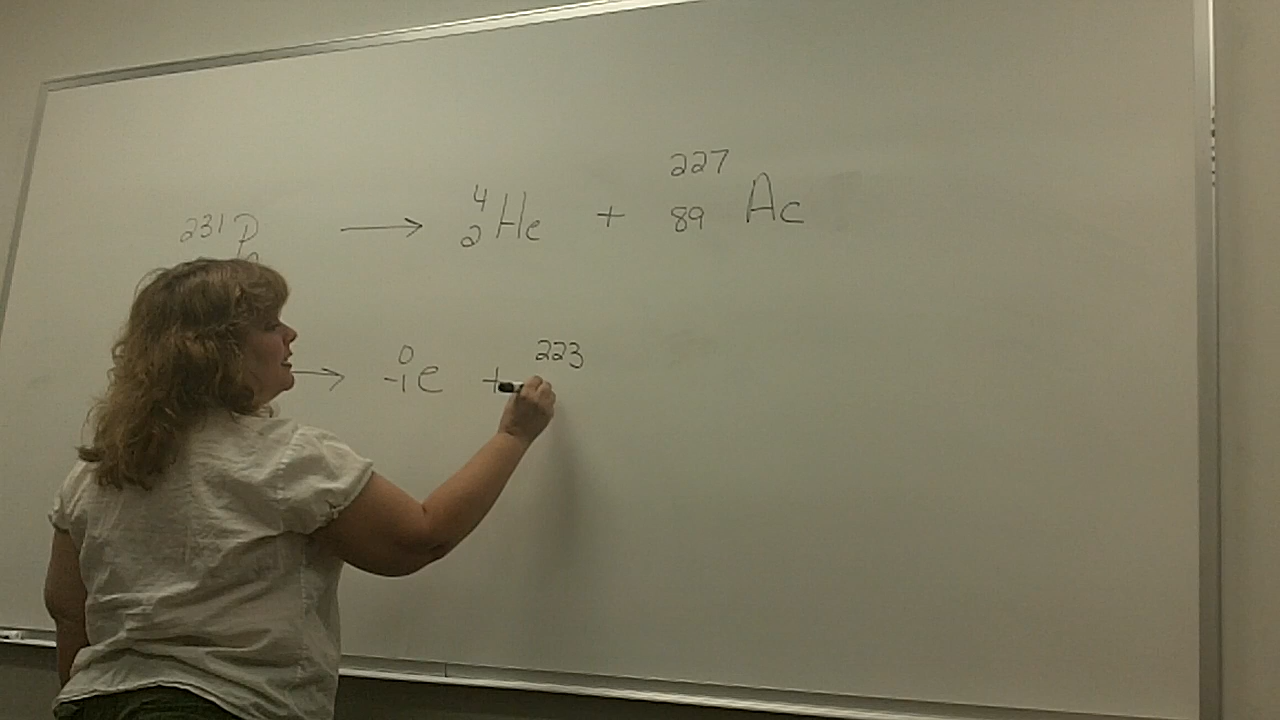 231 P → 4 2 He + 227 89 Ac
→ 0 -1 e + 223